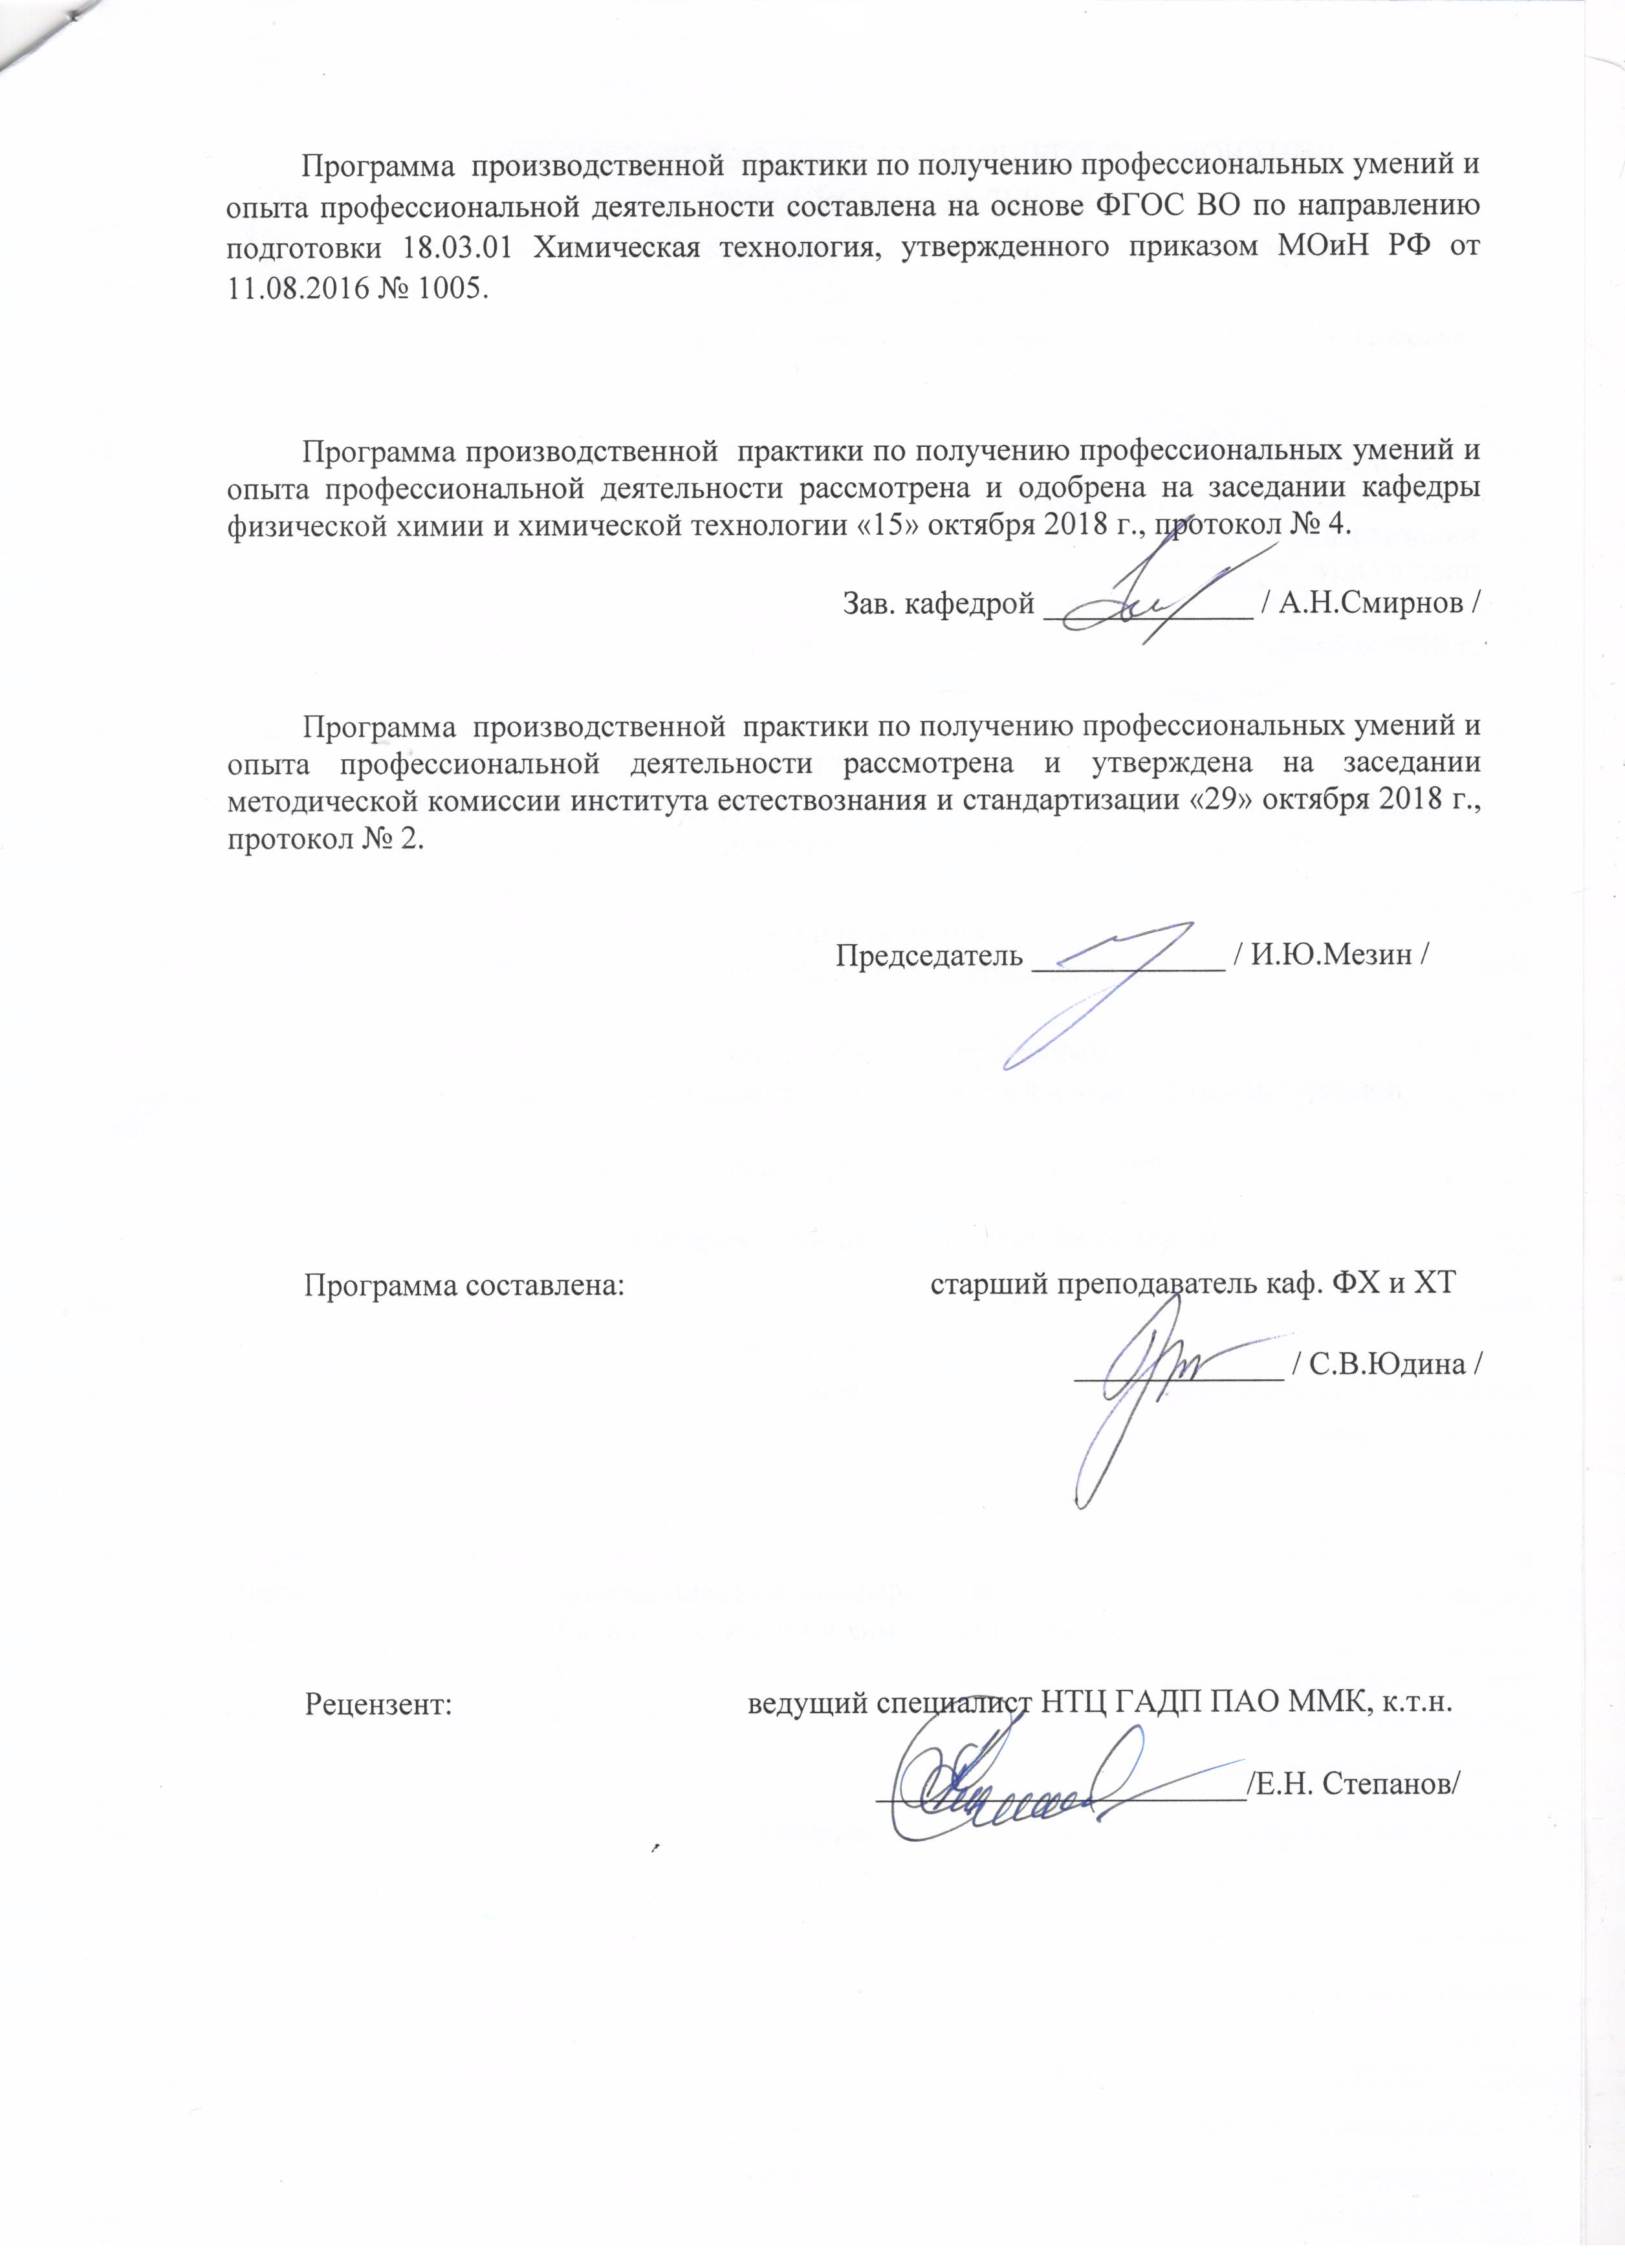 Программа производственной практики по получению профессиональных умений и
опыта профессиональной деятельности составлена на основе ФГОС ВО по направлению
подготовки 18.03.01 Химическая технология, утвержденного приказом МОиН РФ от
11.08.2016 № 1005.
Программа производственной практики по получению профессиональных умений и
опыта профессиональной деятельности рассмотрена и одобрена на заседании кафедры
физической химии и химической технологии «15» октября 2018 г., протокол № 4.
Зав. кафедрой ______________ / А.Н.Смирнов /
Программа производственной практики по получению профессиональных умений и
опыта профессиональной деятельности рассмотрена и утверждена на заседании
методической комиссии института естествознания и стандартизации «29» октября 2018 г.,
протокол № 2.
Председатель _____________ / И.Ю.Мезин /
Программа составлена: старший преподаватель каф. ФХ и ХТ
______________ / С.В.Юдина /
Рецензент: ведущий специалист НТЦ ГАДП ПАО ММК, к.т.н.
_________________________/Е.Н. Степанов/